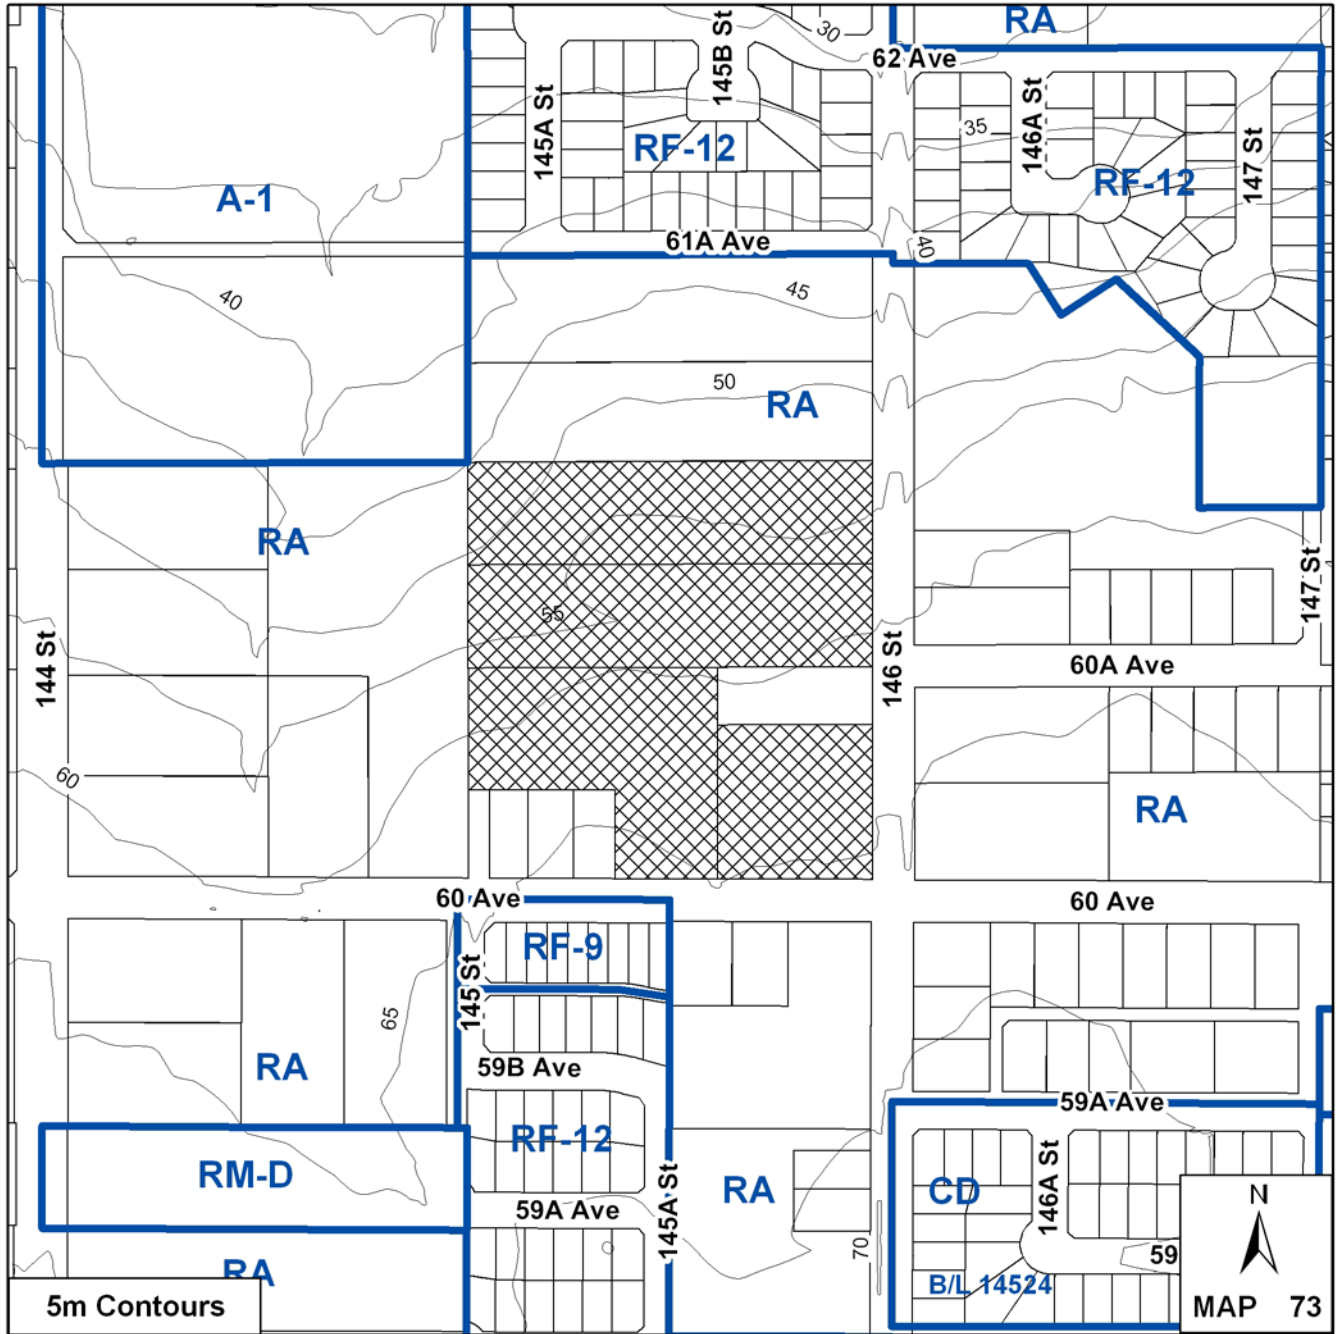 RA
30
145B St
62 Ave
145A St
146A St
35
RF-12
147 St
RF-12
A-1
61A Ave
40
40
45
50
RA
RA
147 St
55
144 St
146 St
60A Ave
60
RA
60 Ave
60 Ave
RF-9
145 St
65
59B Ave
RA
59A Ave
RF-12
RM-D
145A St
RA
CD
146A St
59A Ave
70
N
59
RA
B/L 14524
5m Contours
MAP 73